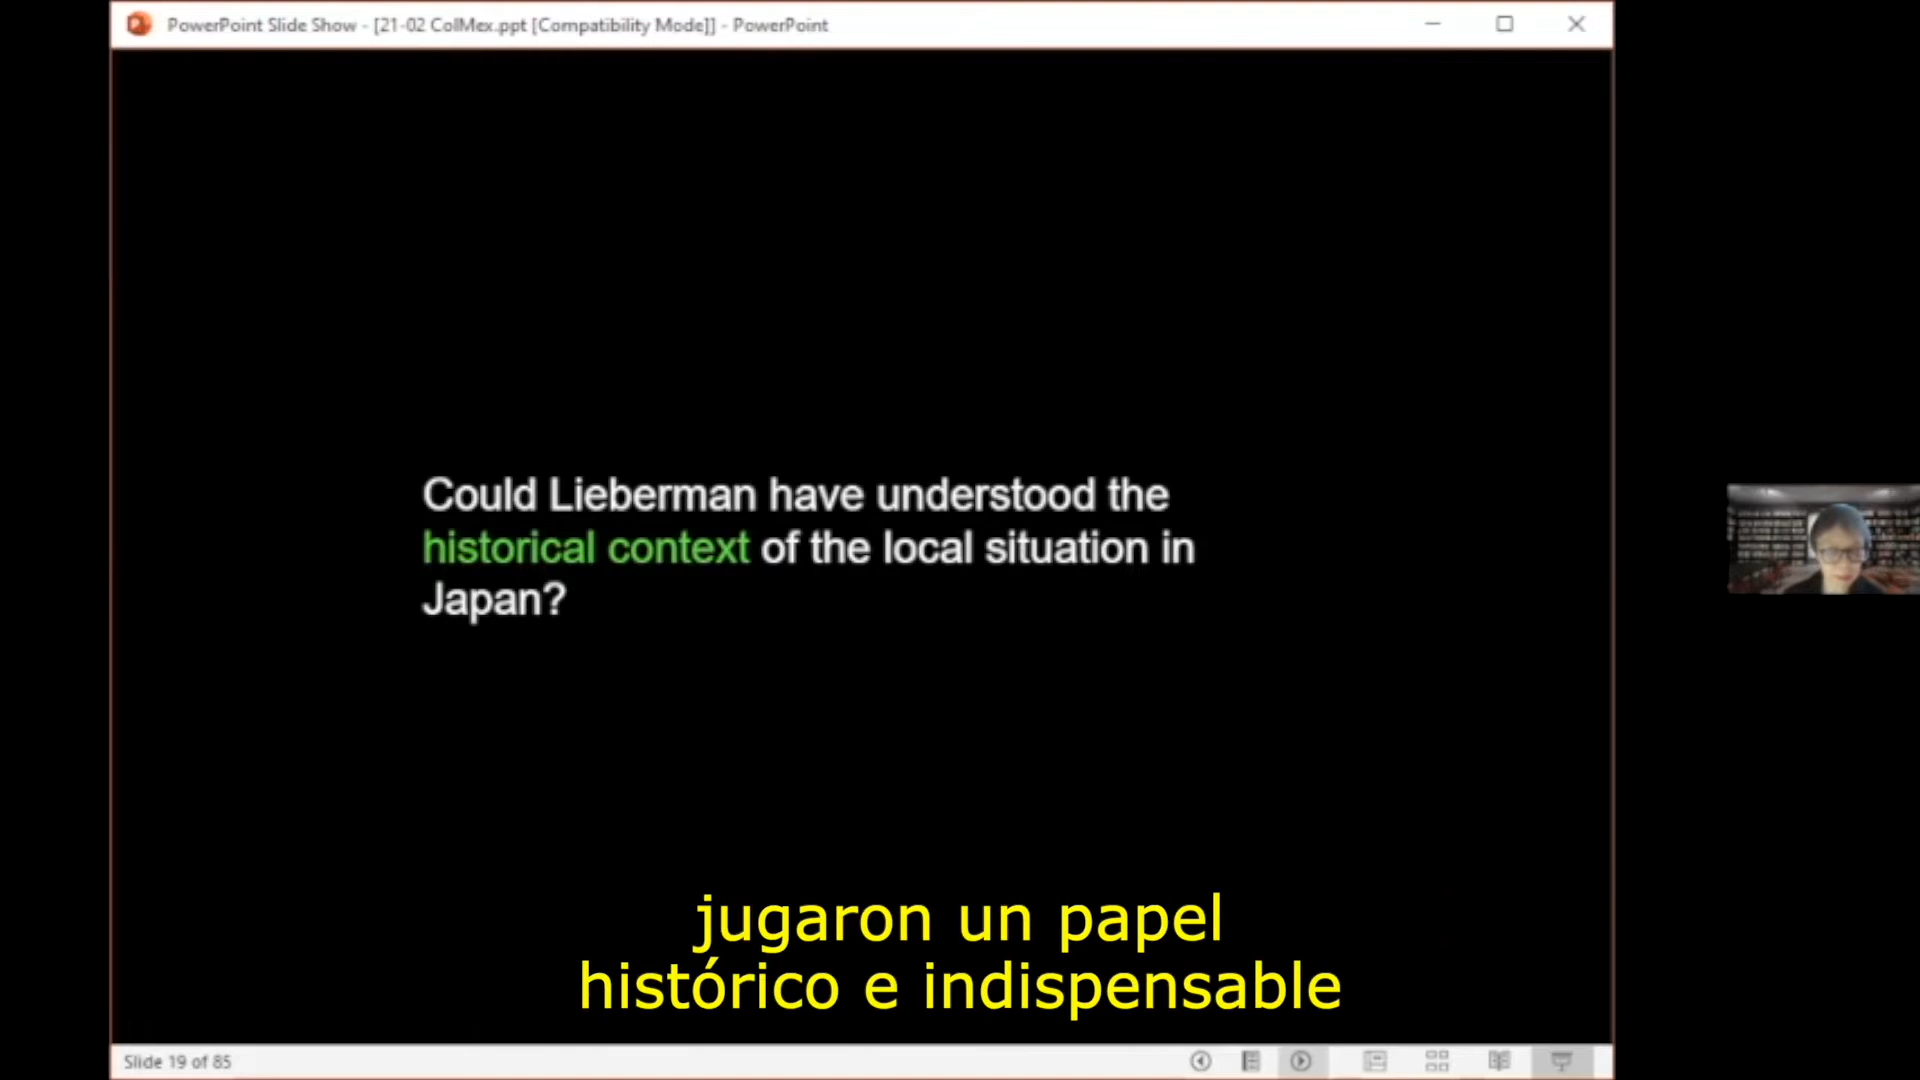 PowerPoint Slide Show - [21-02 ColMex.ppt [Compatibility Mode]] - PowerPoint
Could Lieberman have understood the
historical context of the local situation in
Japan?
jugaron un papel
histórico e indispensable
Slide 19 of 85